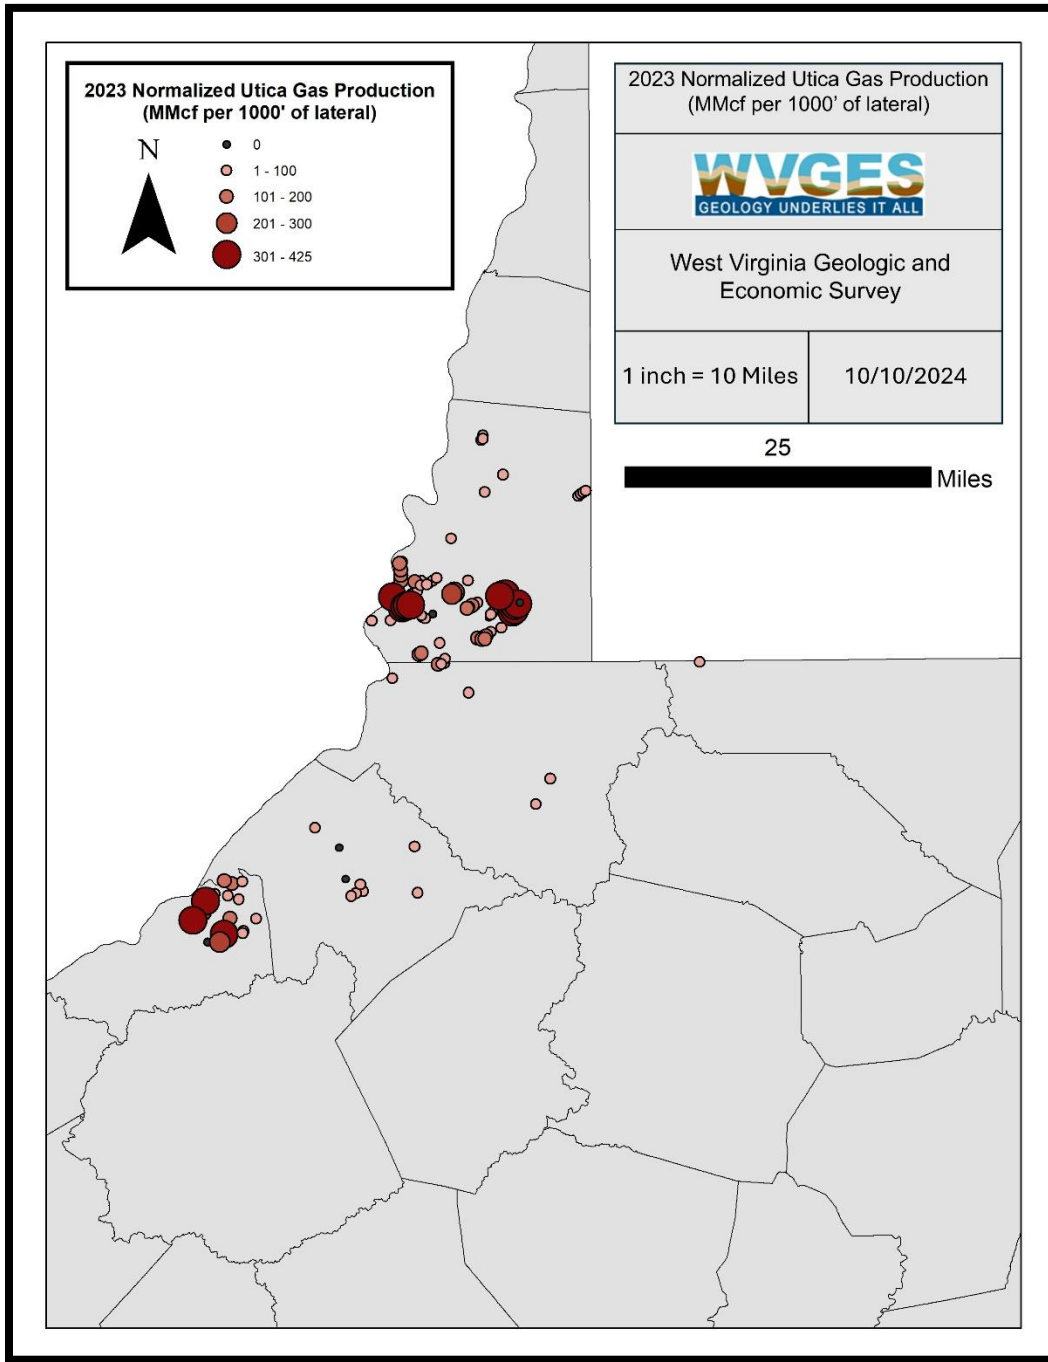 2023 Normalized Utica Gas Production
(MMcf per 1000' of lateral)
N
0
1 - 100
101 - 200
201 - 300
301 - 425
2023 Normalized Utica Gas Production
(MMcf per 1000' of lateral)
WVGES
GEOLOGY UNDERLIES IT ALL
West Virginia Geologic and
Economic Survey
1 inch = 10 Miles
10/10/2024
25
Miles